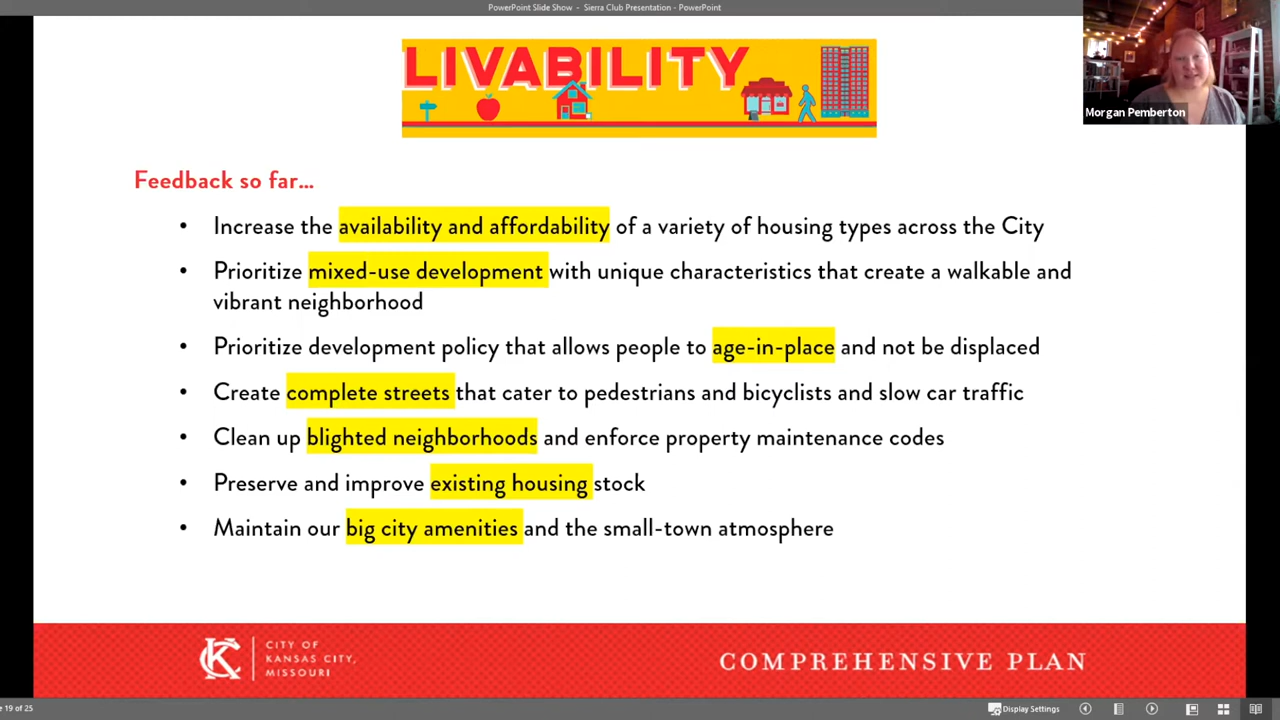 PowerPoint Slide Show - Sierra Club Presentation - PowerPoint
LIVABILITY
Morgan Pemberton
Feedback so far...
• Increase the availability and affordability of a variety of housing types across the City
• Prioritize mixed-use development with unique characteristics that create a walkable and
vibrant neighborhood
• Prioritize development policy that allows people to age-in-place and not be displaced
• Create complete streets that cater to pedestrians and bicyclists and slow car traffic
• Clean up blighted neighborhoods and enforce property maintenance codes
• Preserve and improve existing housing stock
• Maintain our big city amenities and the small-town atmosphere
KC
CITY OF
KANSAS CITY,
MISSOURI
COMPREHENSIVE PLAN
19 of 25
Display Settings